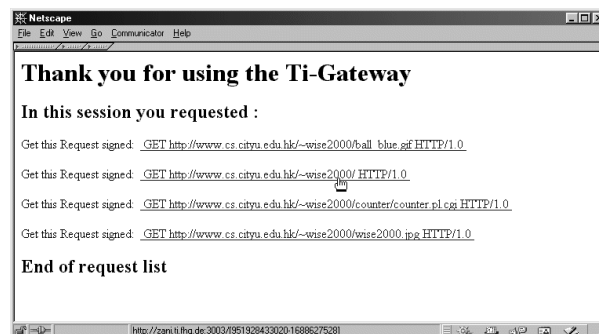 Netscape
File Edit View Go Communicator Help
Thank you for using the Ti-Gateway
In this session you requested :
Get this Request signed: GET http://www.cs.cityu.edu.hk/~wise2000/ball_blue.gif HTTP/1.0
Get this Request signed: GET http://www.cs.cityu.edu.hk/~wise2000/ HTTP/1.0
Get this Request signed: GET http://www.cs.cityu.edu.hk/~wise2000/counter/counter.pl.cgi HTTP/1.0
Get this Request signed: GET http://www.cs.cityu.edu.hk/~wise2000/wise2000.jpg HTTP/1.0
End of request list